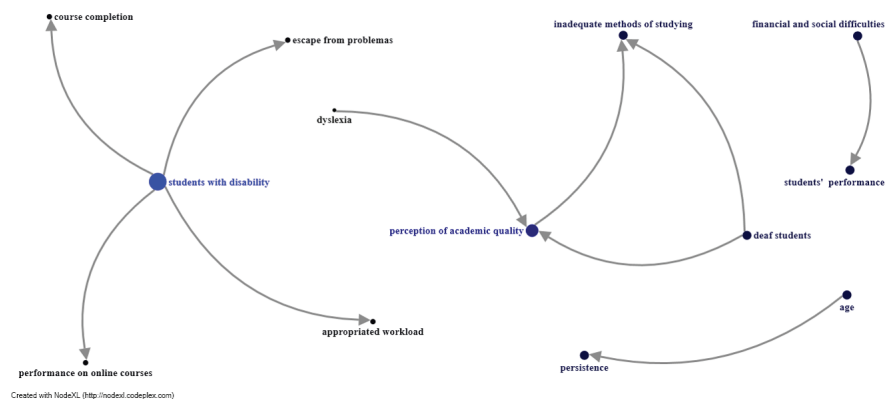 course completion
inadequate methods of studying
financial and social difficulties
escape from problemas
dyslexia
students with disability
students' performance
perception of academic quality
deaf students
age
appropriated workload
persistence
performance on online courses
Created with NodeXL (http://nodexl.codeplex.com)